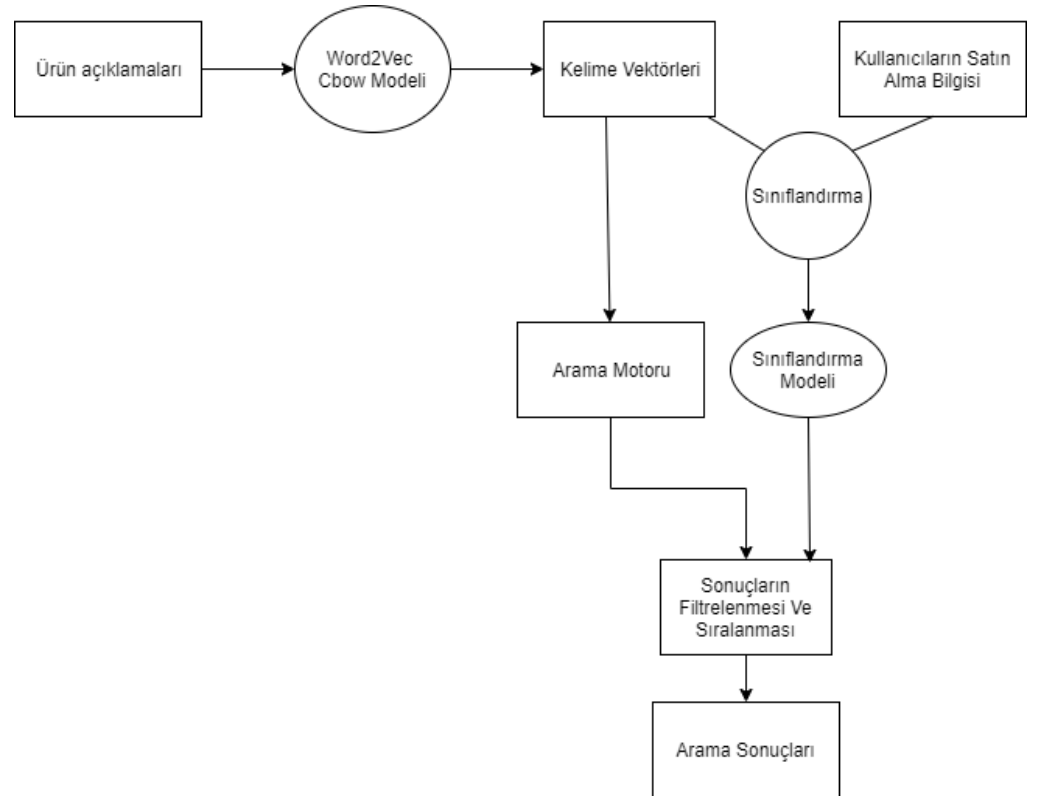 Ürün açıklamaları
Word2Vec
Cbow Modeli
Kelime Vektörleri
Kullanıcıların Satın
Alma Bilgisi
Sınıflandırma
Arama Motoru
Sınıflandırma
Modeli
Sonuçların
Filtrelenmesi Ve
Sıralanması
Arama Sonuçları